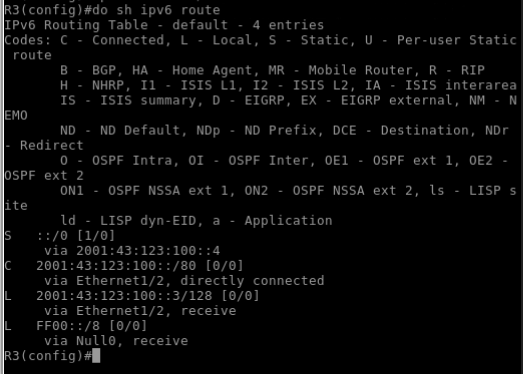 R3(config)#do sh ipv6 route
IPv6 Routing Table - default - 4 entries
Codes: C - Connected, L - Local, S - Static, U - Per-user Static
 route
       B - BGP, HA - Home Agent, MR - Mobile Router, R - RIP
       H - NHRP, I1 - ISIS L1, I2 - ISIS L2, IA - ISIS interarea
       IS - ISIS summary, D - EIGRP, EX - EIGRP external, NM - N
EMO
       ND - ND Default, NDp - ND Prefix, DCE - Destination, NDr
- Redirect
       O - OSPF Intra, OI - OSPF Inter, OE1 - OSPF ext 1, OE2 -
OSPF ext 2
       ON1 - OSPF NSSA ext 1, ON2 - OSPF NSSA ext 2, ls - LISP s
ite
       ld - LISP dyn-EID, a - Application
S   ::/0 [1/0]
     via 2001:43:123:100::4
C   2001:43:123:100::/80 [0/0]
     via Ethernet1/2, directly connected
L   2001:43:123:100::3/128 [0/0]
     via Ethernet1/2, receive
L   FF00::/8 [0/0]
     via Null0, receive
R3(config)#